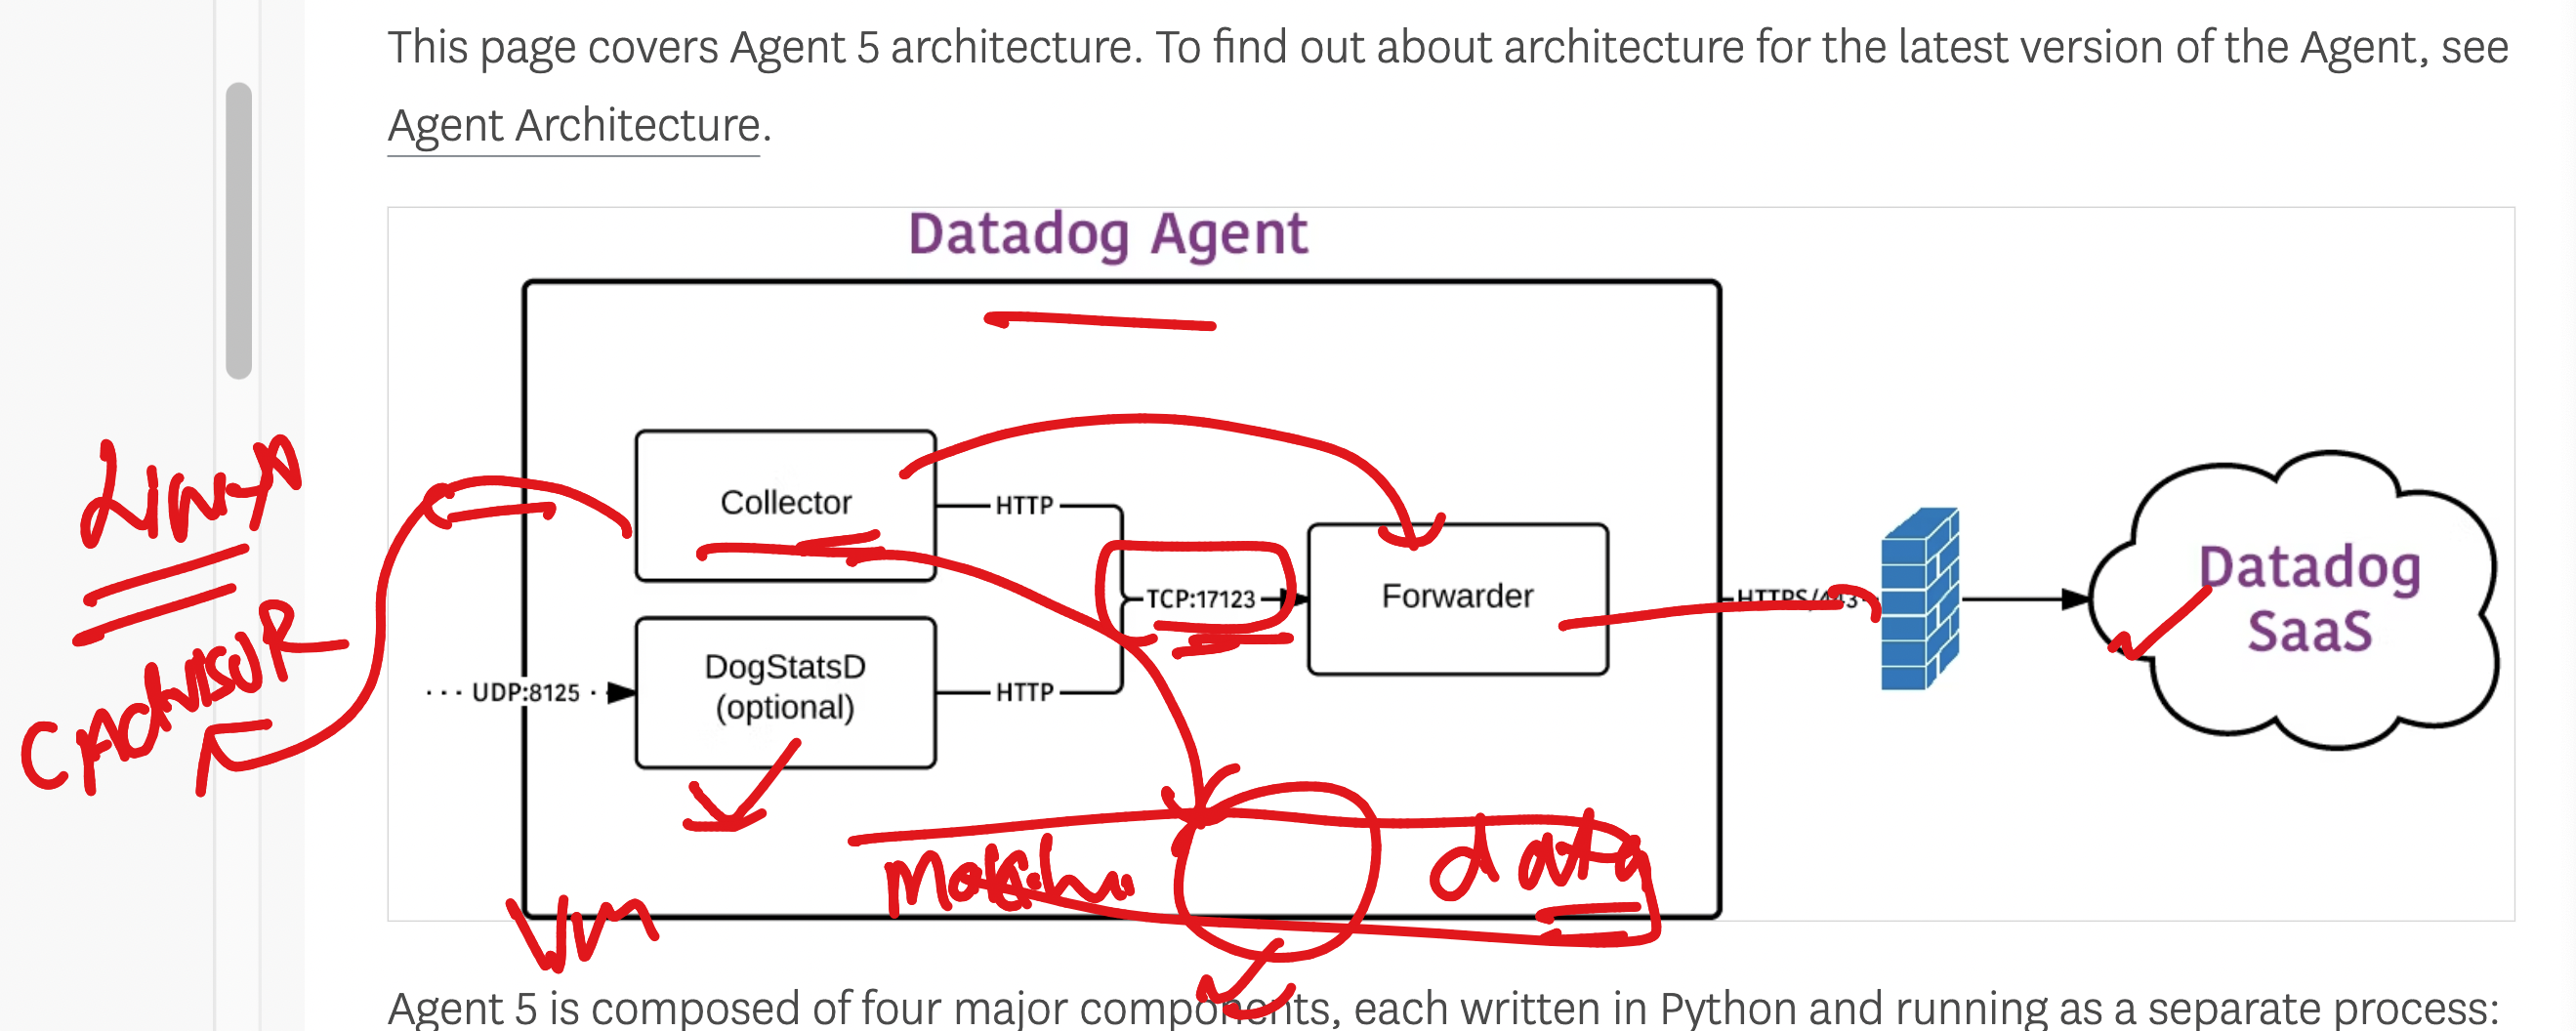 This page covers Agent 5 architecture. To find out about architecture for the latest version of the Agent, see
Agent Architecture.
Datadog Agent
Linux
CADVISOR
Collector
HTTP
TCP:17123
Forwarder
HTTPS/443
Datadog
SaaS
UDP:8125
DogStatsD
(optional)
HTTP
data
Vm
Agent 5 is composed of four major components, each written in Python and running as a separate process: